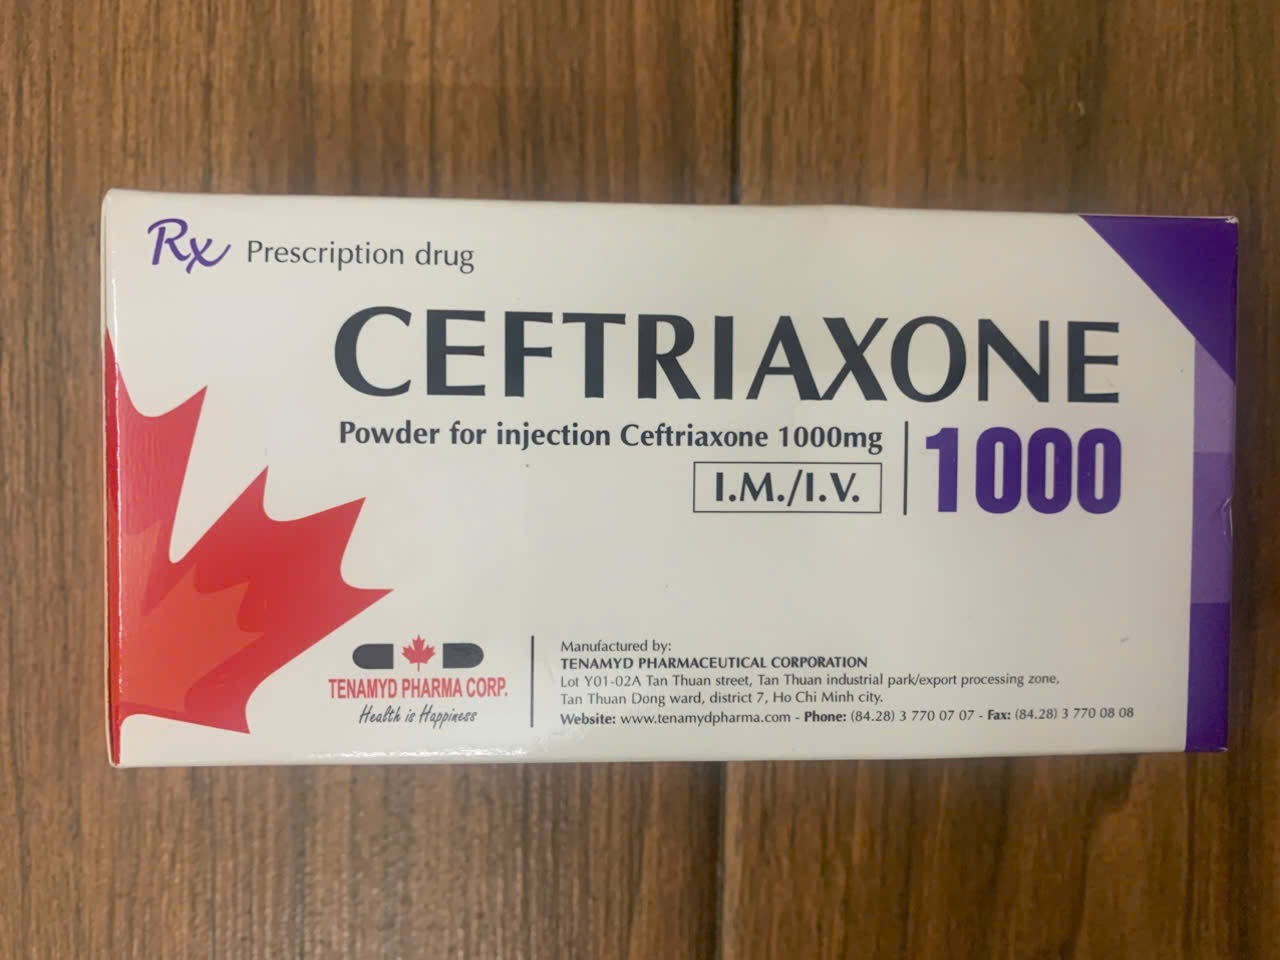 Rx Prescription drug
CEFTRIAXONE
Powder for injection Ceftriaxone 1000mg
I.M./I.V.
1000
TENAMYD PHARMA CORP.
Health is Happiness
Manufactured by:
TENAMYD PHARMACEUTICAL CORPORATION
Lot Y01-02A Tan Thuan street, Tan Thuan industrial park/export processing zone,
Tan Thuan Dong ward, district 7, Ho Chi Minh city.
Website: www.tenamydpharma.com - Phone: (84.28) 3 770 07 07 - Fax: (84.28) 3 770 08 08